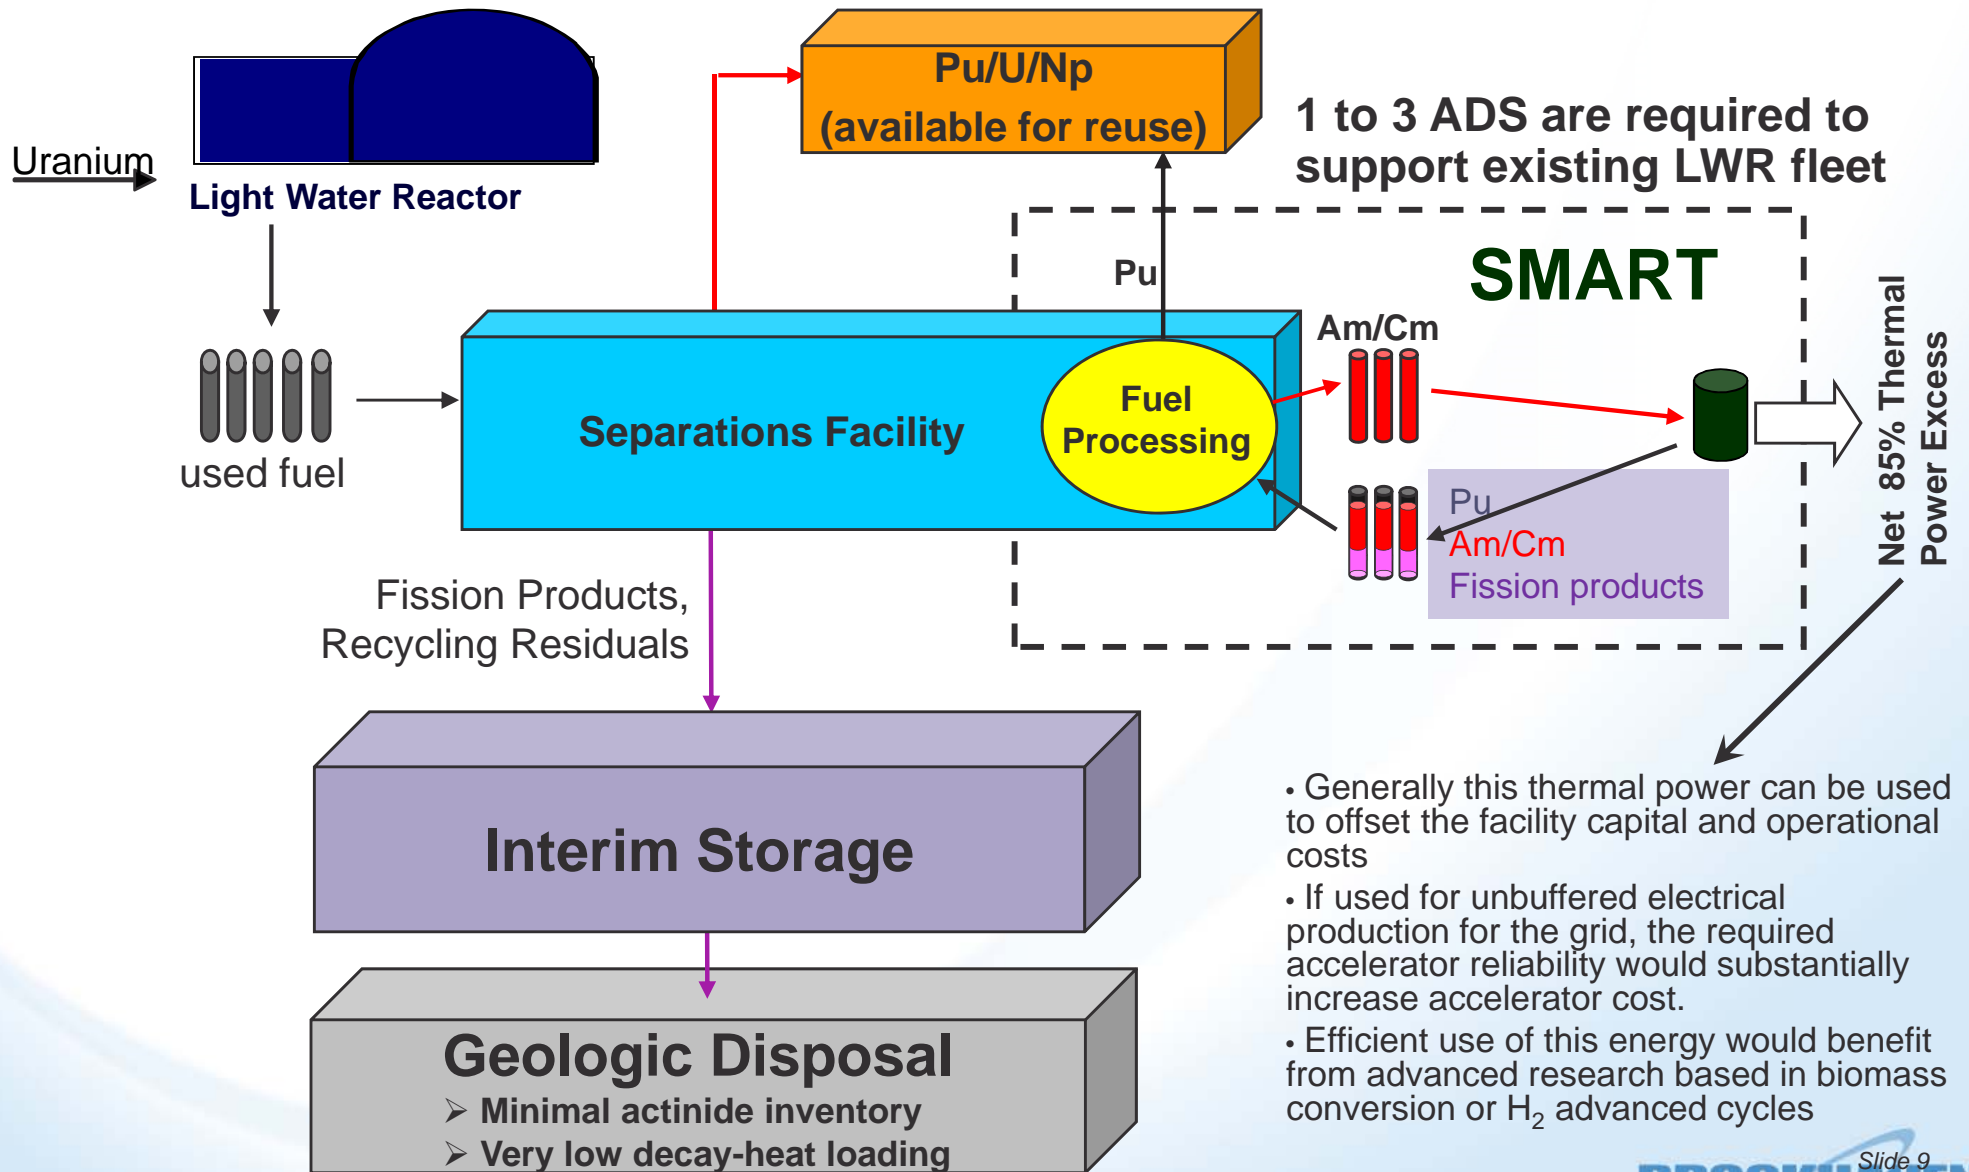 Pu/U/Np
(available for reuse)
1 to 3 ADS are required to
support existing LWR fleet
Uranium
Light Water Reactor
SMART
Pu
Am/Cm
Net 85% Thermal
Power Excess
Fuel
Processing
Separations Facility
used fuel
Pu
Am/Cm
Fission products
Fission Products,
Recycling Residuals
Interim Storage
• Generally this thermal power can be used
to offset the facility capital and operational
costs
• If used for unbuffered electrical
production for the grid, the required
accelerator reliability would substantially
increase accelerator cost.
• Efficient use of this energy would benefit
from advanced research based in biomass
conversion or H₂ advanced cycles
Geologic Disposal
➢ Minimal actinide inventory
➢ Very low decay-heat loading
Slide 9